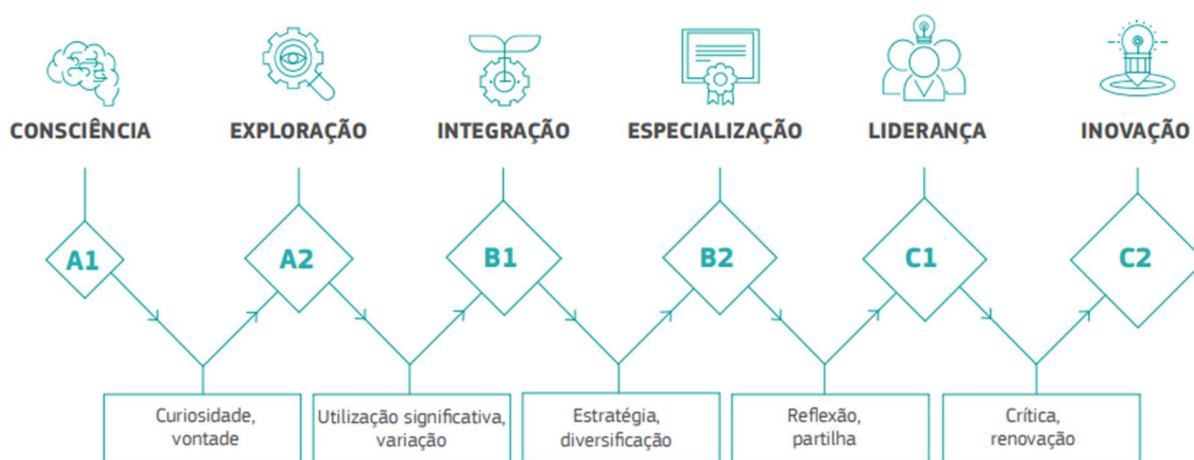 CONSCIÊNCIA
EXPLORAÇÃO
INTEGRAÇÃO
ESPECIALIZAÇÃO
LIDERANÇA
INOVAÇÃO
A1
A2
B1
B2
C1
C2
Curiosidade,
vontade
Utilização significativa,
variação
Estratégia,
diversificação
Reflexão,
partilha
Crítica,
renovação